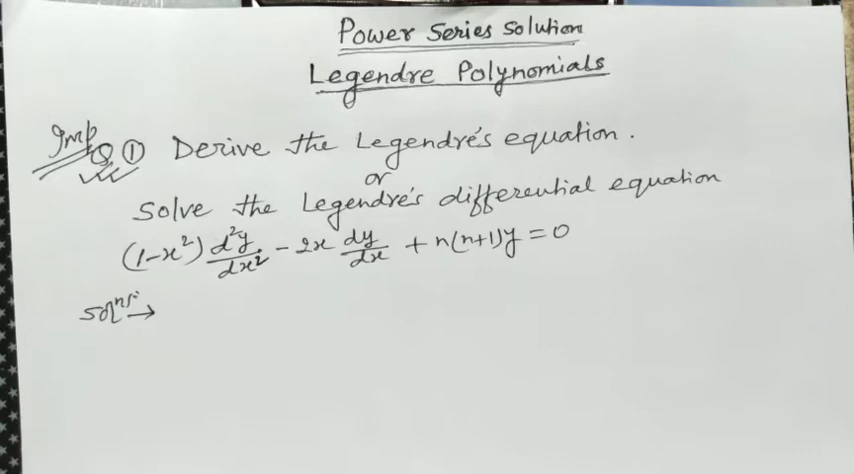 Power Series Solution
Legendre Polynomials
Imp Q ① Derive the Legendre's equation.
or
Solve the Legendre's differential equation
(1-x²) d²y/dx² - 2x dy/dx + n(n+1)y = 0
Solⁿ:→